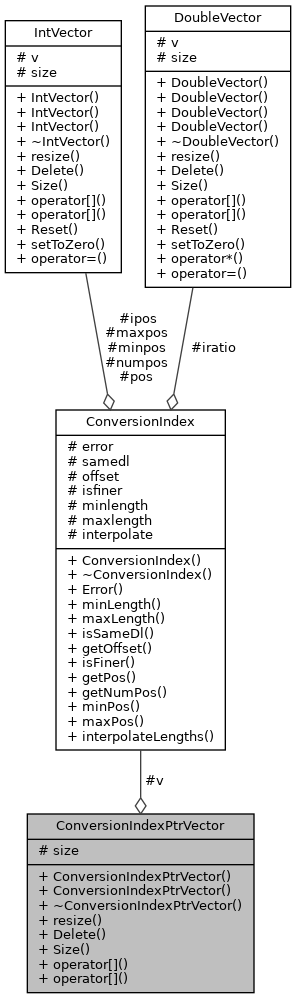 IntVector
# v
# size
+ IntVector()
+ IntVector()
+ IntVector()
+ ~IntVector()
+ resize()
+ Delete()
+ Size()
+ operator[]()
+ operator[]()
+ Reset()
+ setToZero()
+ operator=()
DoubleVector
# v
# size
+ DoubleVector()
+ DoubleVector()
+ DoubleVector()
+ DoubleVector()
+ ~DoubleVector()
+ resize()
+ Delete()
+ Size()
+ operator[]()
+ operator[]()
+ Reset()
+ setToZero()
+ operator*()
+ operator=()
#ipos
#maxpos
#minpos
#numpos
#pos
#iratio
ConversionIndex
# error
# samedl
# offset
# isfiner
# minlength
# maxlength
# interpolate
+ ConversionIndex()
+ ~ConversionIndex()
+ Error()
+ minLength()
+ maxLength()
+ isSameDl()
+ getOffset()
+ isFiner()
+ getPos()
+ getNumPos()
+ minPos()
+ maxPos()
+ interpolateLengths()
#v
ConversionIndexPtrVector
# size
+ ConversionIndexPtrVector()
+ ConversionIndexPtrVector()
+ ~ConversionIndexPtrVector()
+ resize()
+ Delete()
+ Size()
+ operator[]()
+ operator[]()